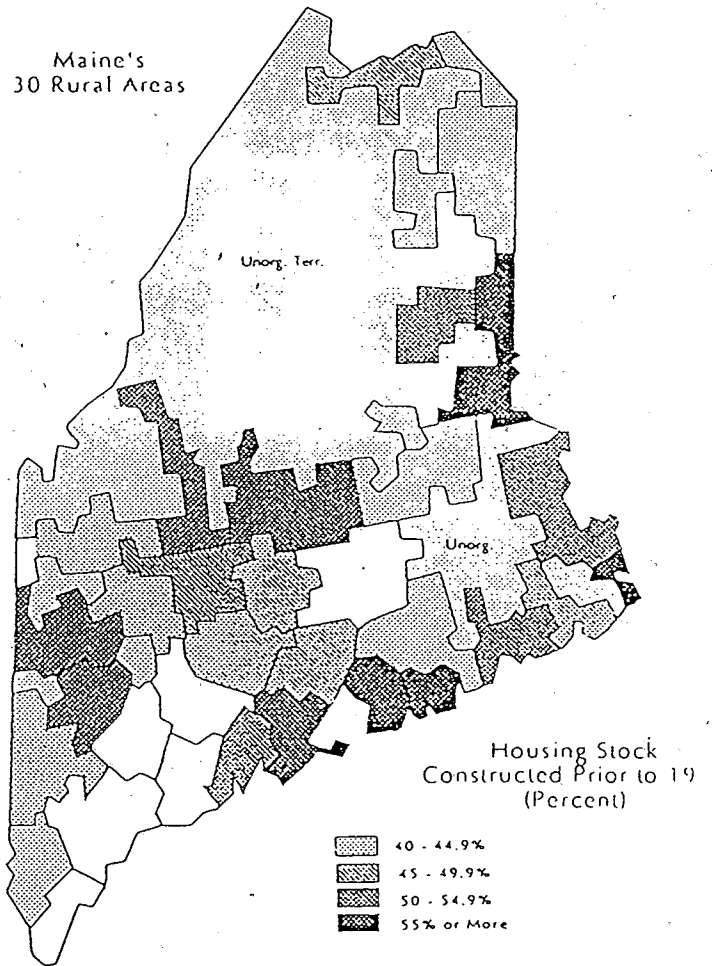 Maine's
30 Rural Areas
Unorg. Terr.
Unorg.
Housing Stock
Constructed Prior to 19
(Percent)
40 - 44.9%
45 - 49.9%
50 - 54.9%
55% or More